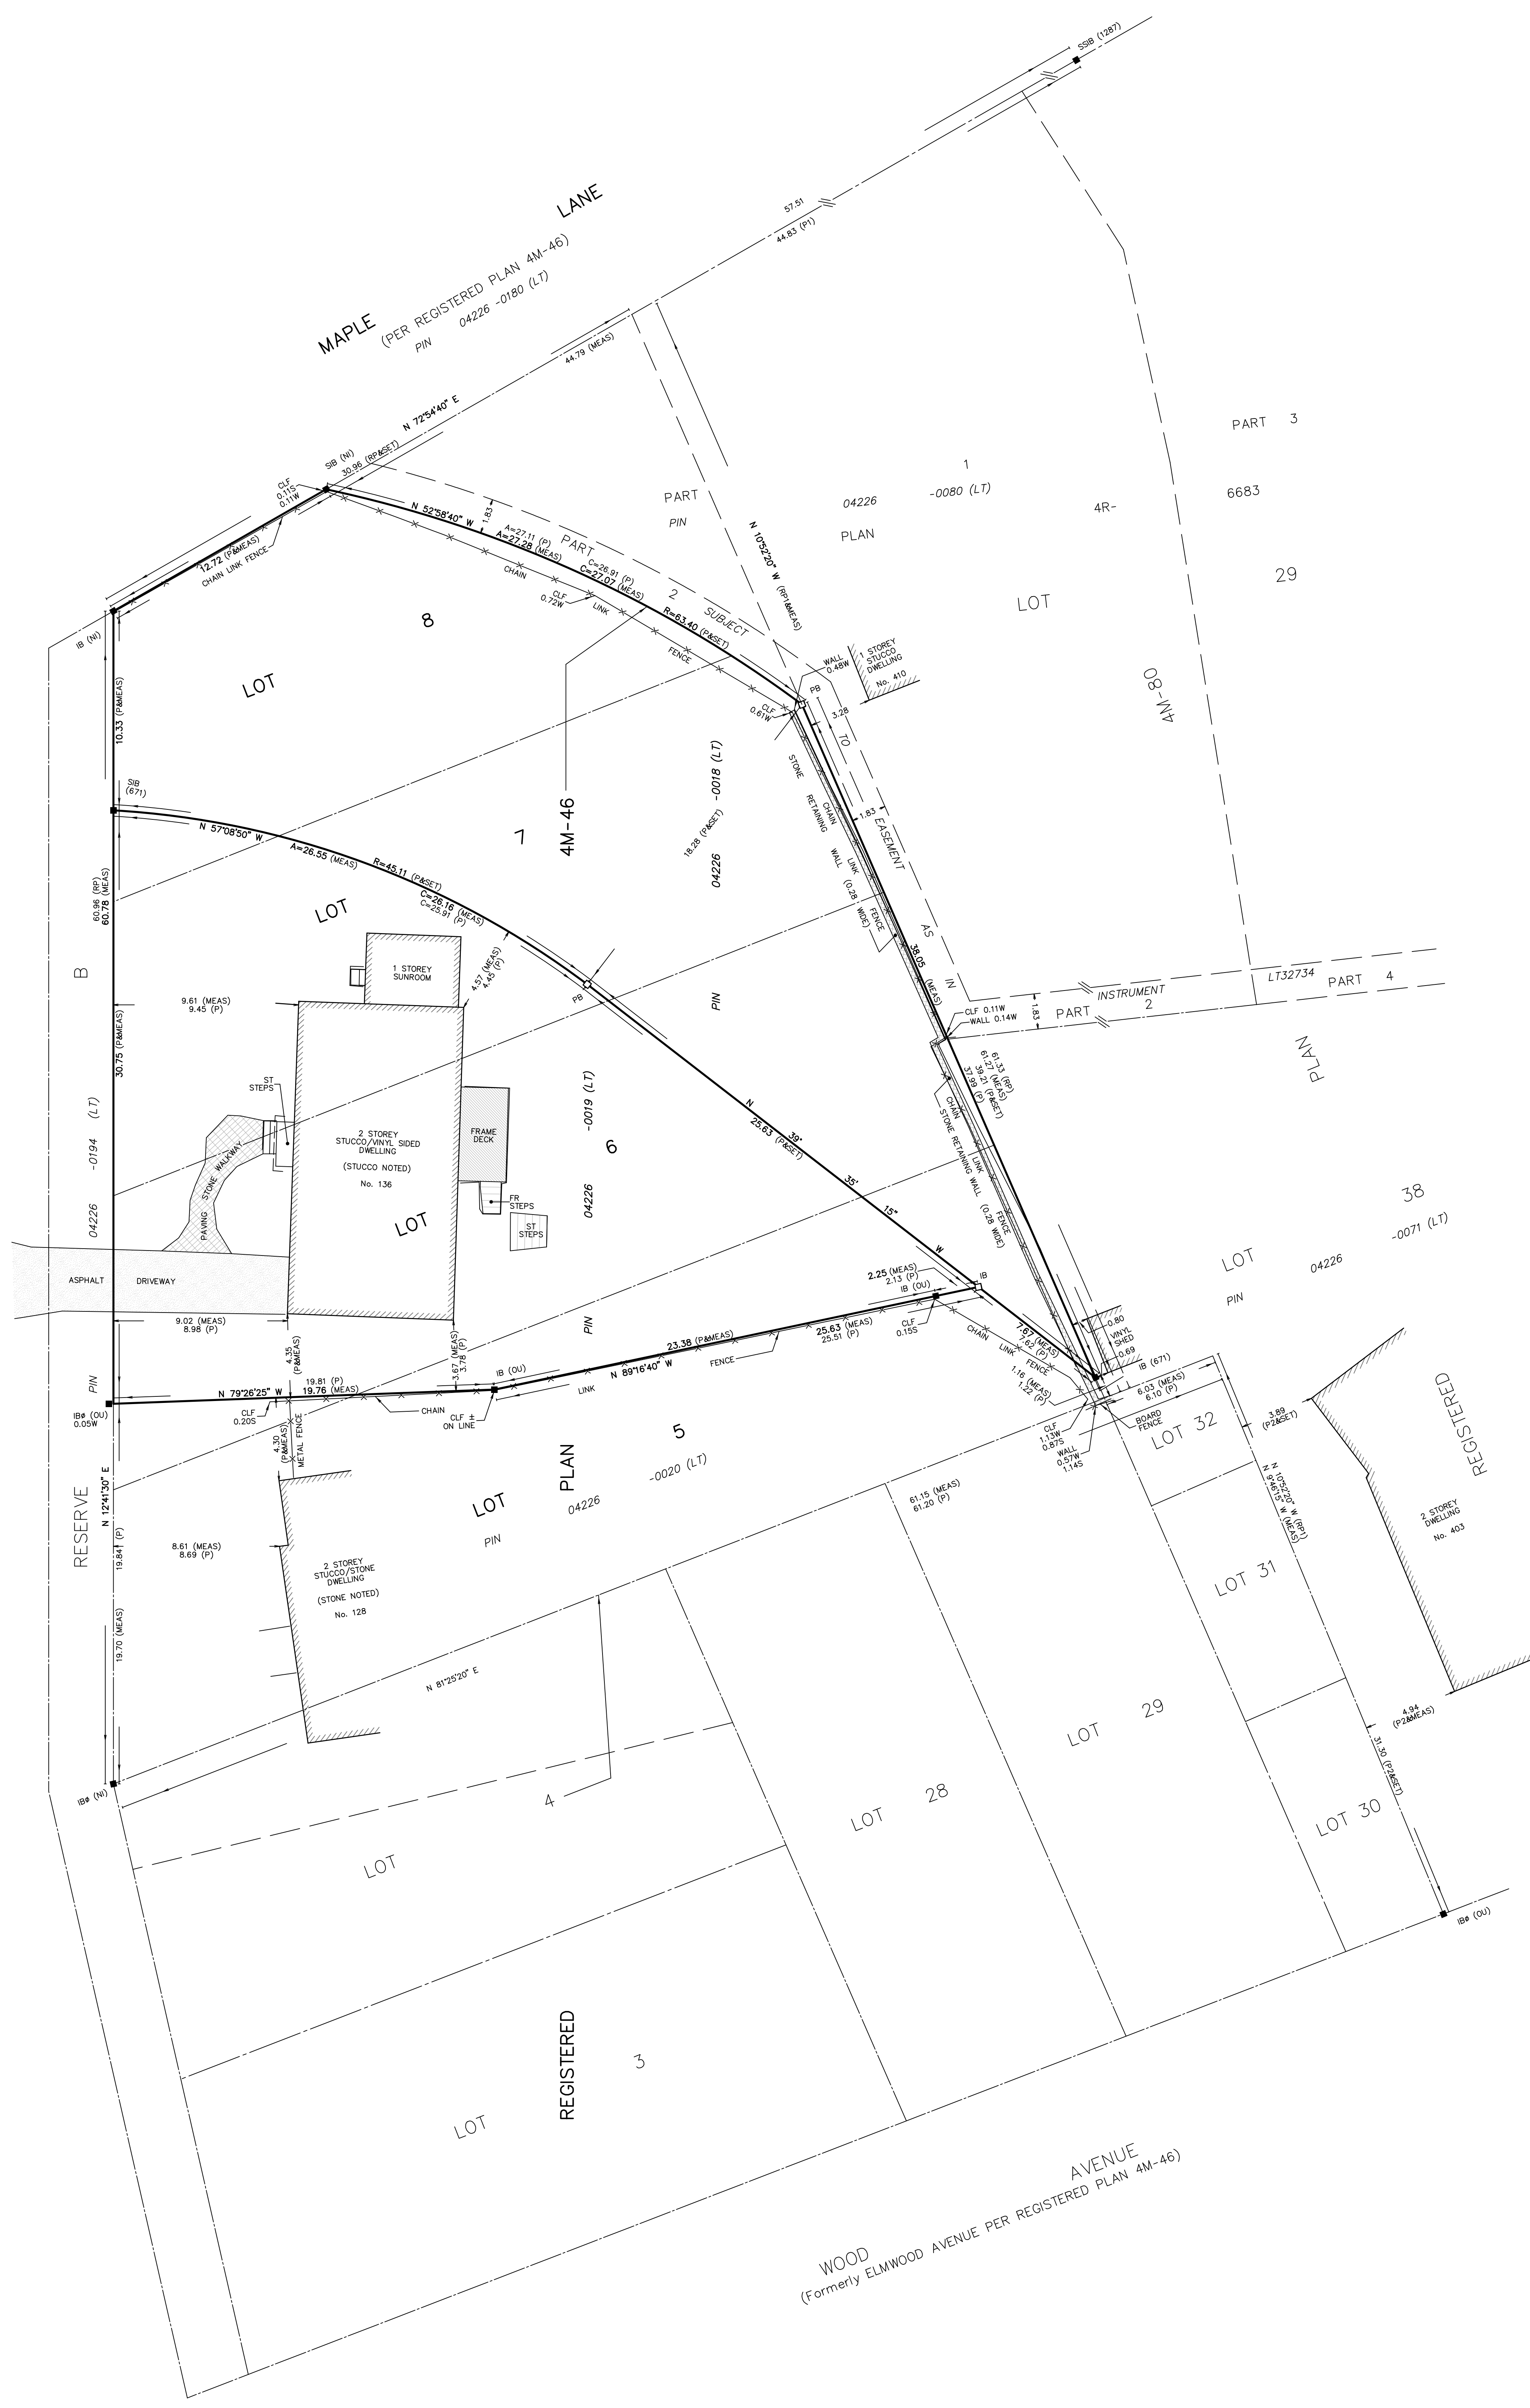 SSIB (1287)
MAPLE LANE
(PER REGISTERED PLAN 4M-46)
PIN 04226 -0180 (LT)
57.51
44.83 (P1)
44.79 (MEAS)
N 72°54'40" E
SIB (NI)
30.96 (RP&SET)
CLF
0.11S
0.11W
12.72 (P&MEAS)
CHAIN LINK FENCE
IB (NI)
N 52°58'40" W
1.83
A=27.11 (P)
A=27.28 (MEAS)
C=26.91 (P)
C=27.07 (MEAS)
R=63.40 (P&SET)
PART 2 SUBJECT TO EASEMENT AS IN INSTRUMENT LT32734
CHAIN LINK FENCE
CLF
0.72W
N 10°52'20" W (RP1&MEAS)
PART 1
PIN 04226 -0080 (LT)
PLAN 4R- 6683
PART 3
LOT 29
4M-80
WALL
0.48W
1 STOREY
STUCCO
DWELLING
No. 410
PB
CLF
0.61W
3.28
1.83
LOT 8
10.33 (P&MEAS)
SIB
(671)
N 57°08'50" W
A=26.55 (MEAS)
R=45.11 (P&SET)
C=26.16 (MEAS)
C=25.91 (P)
LOT 7
4M-46
18.28 (P&SET)
04226 -0018 (LT)
PIN
STONE RETAINING WALL (0.28 WIDE)
CHAIN LINK FENCE
38.05 (MEAS)
60.96 (RP)
60.78 (MEAS)
B
1 STOREY
SUNROOM
4.57 (MEAS)
4.45 (P)
PB
9.61 (MEAS)
9.45 (P)
30.75 (P&MEAS)
CLF 0.11W
WALL 0.14W
1.83
PART 2
PART 4
PLAN
61.33 (RP)
61.27 (MEAS)
39.21 (P&SET)
37.99 (P)
CHAIN LINK FENCE
STONE RETAINING WALL (0.28 WIDE)
ST
STEPS
2 STOREY
STUCCO/VINYL SIDED
DWELLING
(STUCCO NOTED)
No. 136
FRAME
DECK
FR
STEPS
ST
STEPS
PAVING STONE WALKWAY
LOT 6
PIN 04226 -0019 (LT)
N 39° 35' 15" W
25.63 (P&SET)
PIN 04226 -0194 (LT)
ASPHALT DRIVEWAY
9.02 (MEAS)
8.98 (P)
4.35
(P&MEAS)
3.67 (MEAS)
3.78 (P)
2.25 (MEAS)
2.13 (P)
IB (OU)
IB
CLF
0.15S
LOT 38
PIN 04226 -0071 (LT)
0.80
VINYL
SHED
0.69
IB (671)
7.67 (MEAS)
7.62 (P)
CHAIN LINK FENCE
1.16 (MEAS)
1.22 (P)
23.38 (P&MEAS)
25.63 (MEAS)
25.51 (P)
N 89°16'40" W
FENCE
LINK
CHAIN
IB (OU)
19.81 (P)
19.76 (MEAS)
N 79°26'25" W
CLF
0.20S
CLF ±
ON LINE
IBø (OU)
0.05W
6.03 (MEAS)
6.10 (P)
BOARD
FENCE
CLF
1.13W
0.87S
WALL
0.57W
1.14S
LOT 32
3.89
(P2&SET)
REGISTERED
4.30
(P&MEAS)
METAL FENCE
LOT 5
PLAN
PIN 04226 -0020 (LT)
RESERVE
N 12°41'30" E
19.84 (P)
19.70 (MEAS)
8.61 (MEAS)
8.69 (P)
2 STOREY
STUCCO/STONE
DWELLING
(STONE NOTED)
No. 128
61.15 (MEAS)
61.20 (P)
N 10°52'20" W (RP1)
N 9°46'15" W (MEAS)
2 STOREY
DWELLING
No. 403
LOT 31
N 81°25'20" E
4.94
(P2&MEAS)
31.30 (P2&SET)
IBø (NI)
LOT 4
LOT 28
LOT 29
LOT 30
IBø (OU)
REGISTERED
LOT 3
WOOD AVENUE
(Formerly ELMWOOD AVENUE PER REGISTERED PLAN 4M-46)